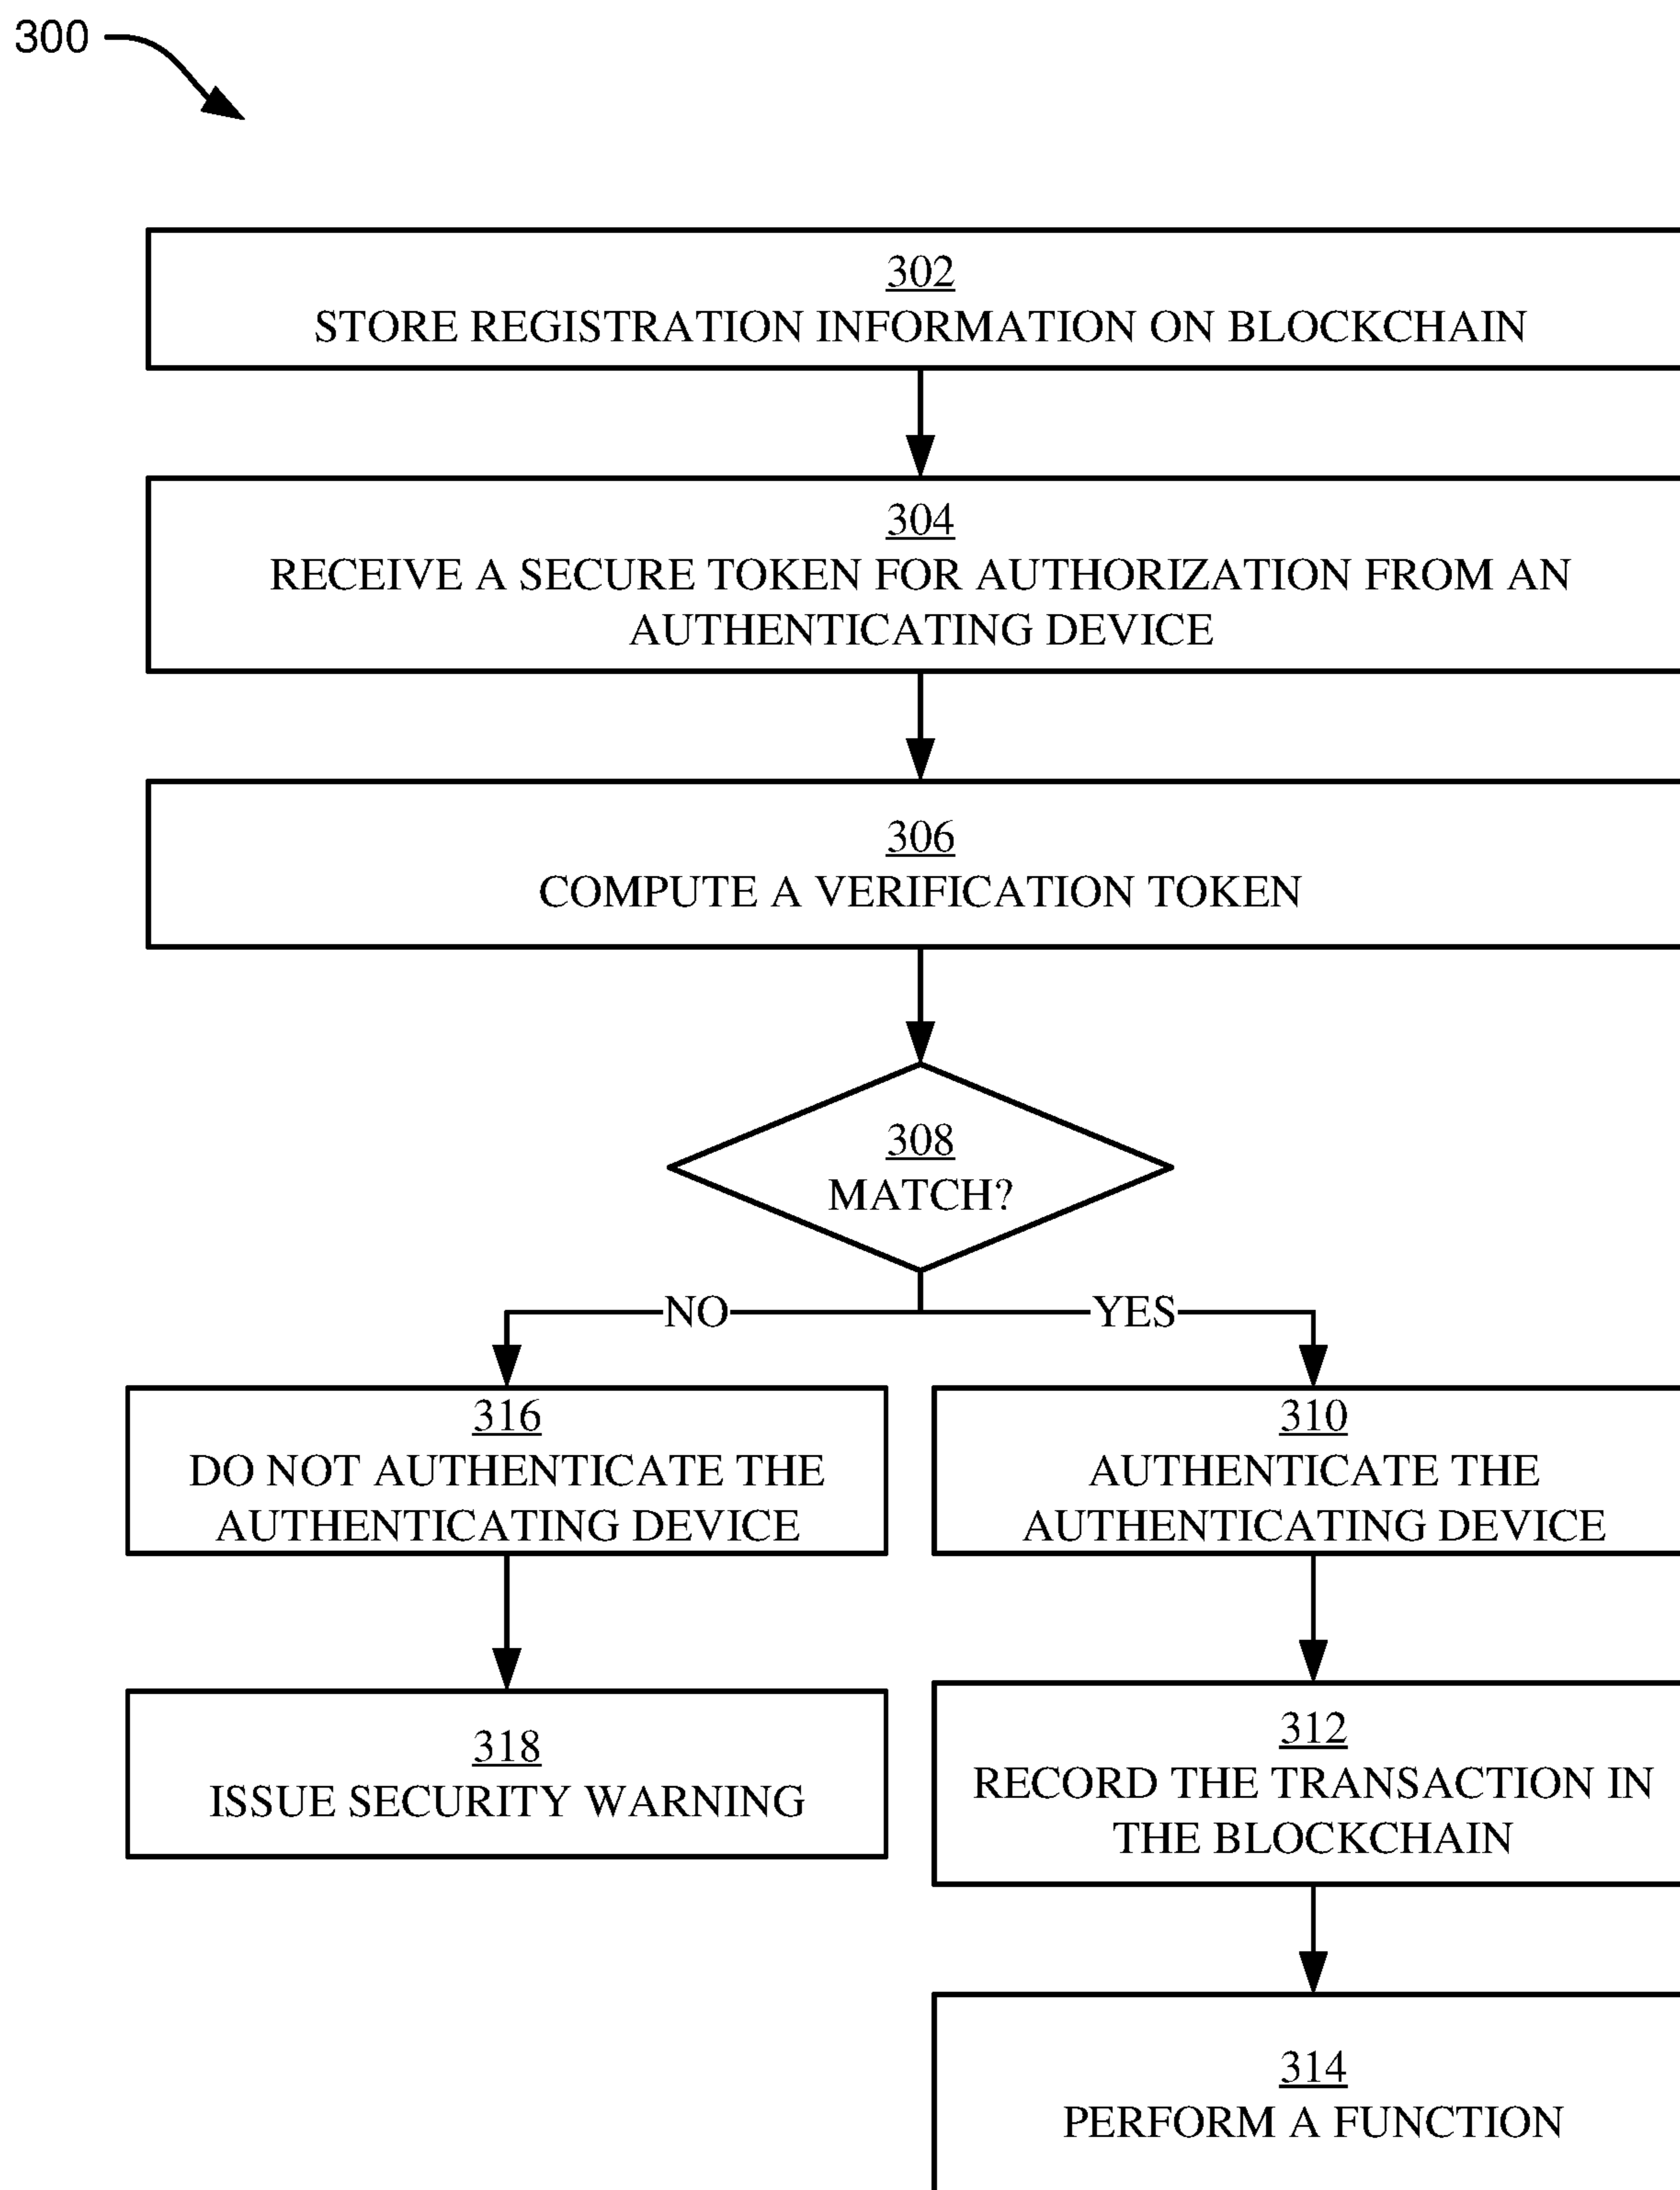 300
302
STORE REGISTRATION INFORMATION ON BLOCKCHAIN
304
RECEIVE A SECURE TOKEN FOR AUTHORIZATION FROM AN
AUTHENTICATING DEVICE
306
COMPUTE A VERIFICATION TOKEN
308
MATCH?
NO
YES
316
DO NOT AUTHENTICATE THE
AUTHENTICATING DEVICE
310
AUTHENTICATE THE
AUTHENTICATING DEVICE
318
ISSUE SECURITY WARNING
312
RECORD THE TRANSACTION IN
THE BLOCKCHAIN
314
PERFORM A FUNCTION